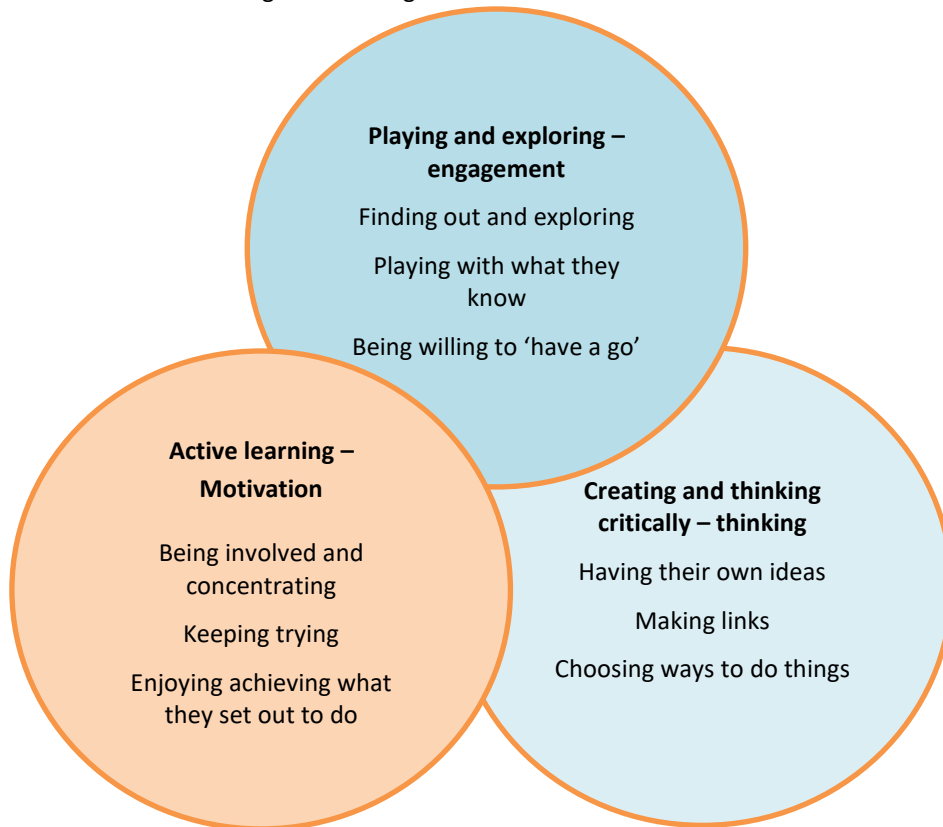 Playing and exploring –
engagement
Finding out and exploring
Playing with what they
know
Being willing to ‘have a go’
Active learning –
Motivation
Being involved and
concentrating
Keeping trying
Enjoying achieving what
they set out to do
Creating and thinking
critically – thinking
Having their own ideas
Making links
Choosing ways to do things